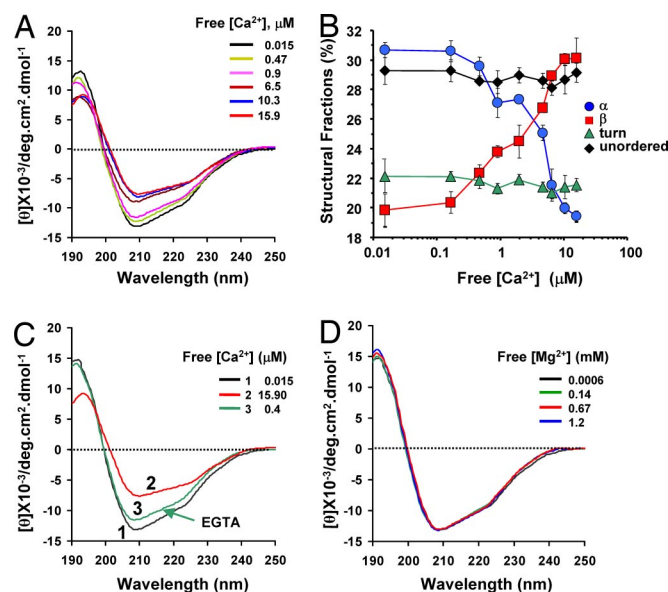 A
Free [Ca²⁺], µM
0.015
0.47
0.9
6.5
10.3
15.9
[θ]X10⁻³/deg.cm².dmol⁻¹
20
15
10
5
0
-5
-10
-15
190 200 210 220 230 240 250
Wavelength (nm)
B
Structural Fractions (%)
32
30
28
26
24
22
20
18
α
β
turn
unordered
0.01 0.1 1 10 100
Free [Ca²⁺] (µM)
C
Free [Ca²⁺] (µM)
1 0.015
2 15.90
3 0.4
[θ]X10⁻³/deg.cm².dmol⁻¹
20
15
10
5
0
-5
-10
-15
2
3
1
EGTA
190 200 210 220 230 240 250
Wavelength (nm)
D
Free [Mg²⁺] (mM)
0.0006
0.14
0.67
1.2
[θ]X10⁻³/deg.cm².dmol⁻¹
20
15
10
5
0
-5
-10
-15
190 200 210 220 230 240 250
Wavelength (nm)